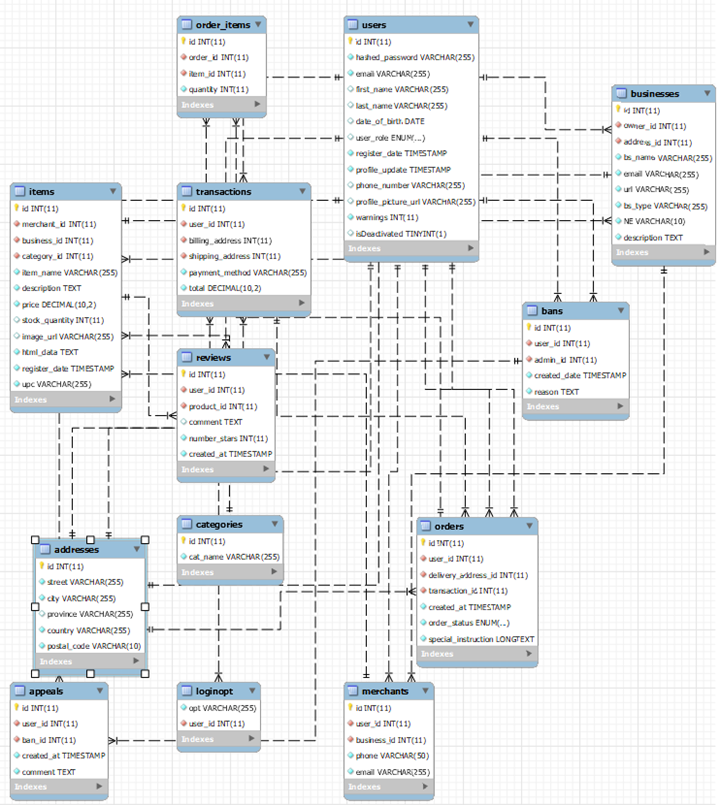 order_items
id INT(11)
order_id INT(11)
item_id INT(11)
quantity INT(11)
Indexes
users
id INT(11)
hashed_password VARCHAR(255)
email VARCHAR(255)
first_name VARCHAR(255)
last_name VARCHAR(255)
date_of_birth DATE
user_role ENUM(...)
register_date TIMESTAMP
profile_update TIMESTAMP
phone_number VARCHAR(255)
profile_picture_url VARCHAR(255)
warnings INT(11)
isDeactivated TINYINT(1)
Indexes
businesses
id INT(11)
owner_id INT(11)
address_id INT(11)
bs_name VARCHAR(255)
email VARCHAR(255)
url VARCHAR(255)
bs_type VARCHAR(255)
NE VARCHAR(10)
description TEXT
Indexes
items
id INT(11)
merchant_id INT(11)
business_id INT(11)
category_id INT(11)
item_name VARCHAR(255)
description TEXT
price DECIMAL(10,2)
stock_quantity INT(11)
image_url VARCHAR(255)
html_data TEXT
register_date TIMESTAMP
upc VARCHAR(255)
Indexes
transactions
id INT(11)
user_id INT(11)
billing_address INT(11)
shipping_address INT(11)
payment_method VARCHAR(255)
total DECIMAL(10,2)
Indexes
bans
id INT(11)
user_id INT(11)
admin_id INT(11)
created_date TIMESTAMP
reason TEXT
Indexes
reviews
id INT(11)
user_id INT(11)
product_id INT(11)
comment TEXT
number_stars INT(11)
created_at TIMESTAMP
Indexes
categories
id INT(11)
cat_name VARCHAR(255)
Indexes
orders
id INT(11)
user_id INT(11)
delivery_address_id INT(11)
transaction_id INT(11)
created_at TIMESTAMP
order_status ENUM(...)
special_instruction LONGTEXT
Indexes
addresses
id INT(11)
street VARCHAR(255)
city VARCHAR(255)
province VARCHAR(255)
country VARCHAR(255)
postal_code VARCHAR(10)
Indexes
appeals
id INT(11)
user_id INT(11)
ban_id INT(11)
created_at TIMESTAMP
comment TEXT
Indexes
loginopt
opt VARCHAR(255)
user_id INT(11)
Indexes
merchants
id INT(11)
user_id INT(11)
business_id INT(11)
phone VARCHAR(50)
email VARCHAR(255)
Indexes